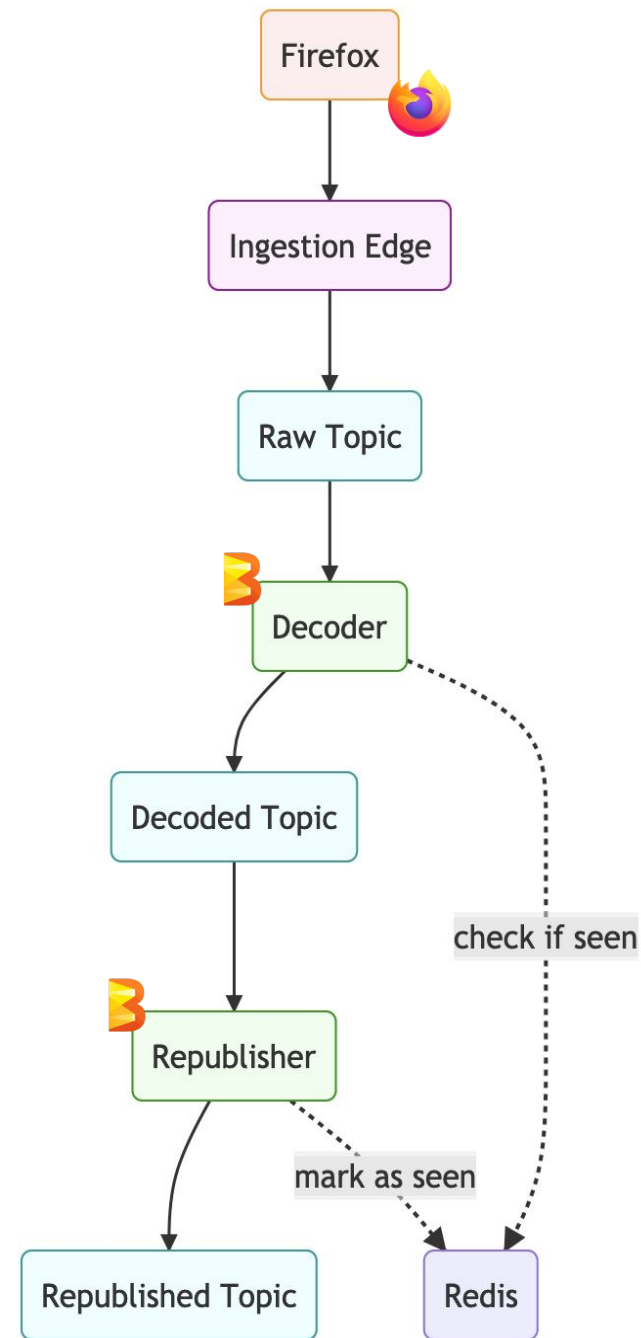 Firefox
Ingestion Edge
Raw Topic
Decoder
Decoded Topic
check if seen
Republisher
mark as seen
Republished Topic
Redis